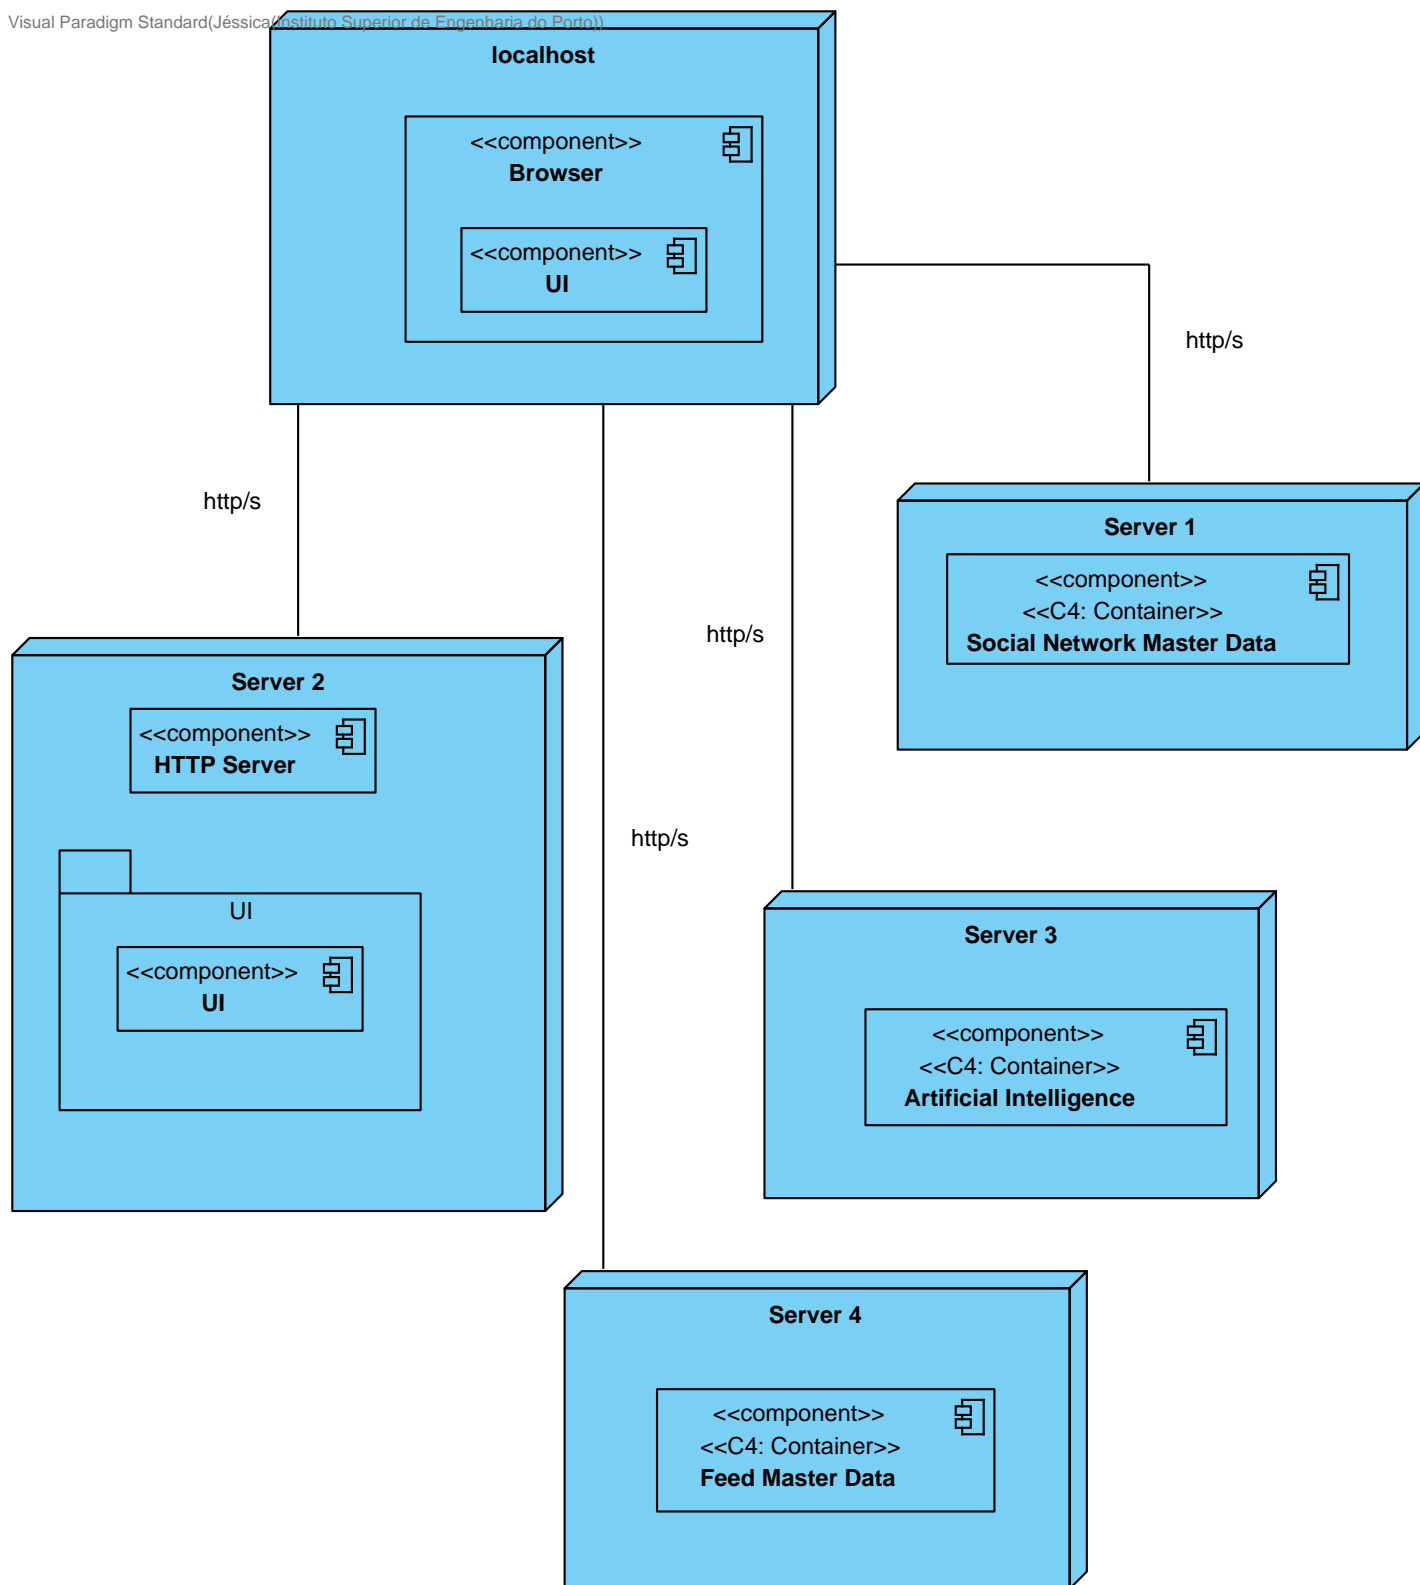 Visual Paradigm Standard(Jéssica(Instituto Superior de Engenharia do Porto))
localhost
<<component>>
Browser
<<component>>
UI
http/s
http/s
Server 1
<<component>>
<<C4: Container>>
Social Network Master Data
http/s
Server 2
<<component>>
HTTP Server
http/s
UI
<<component>>
UI
Server 3
<<component>>
<<C4: Container>>
Artificial Intelligence
Server 4
<<component>>
<<C4: Container>>
Feed Master Data